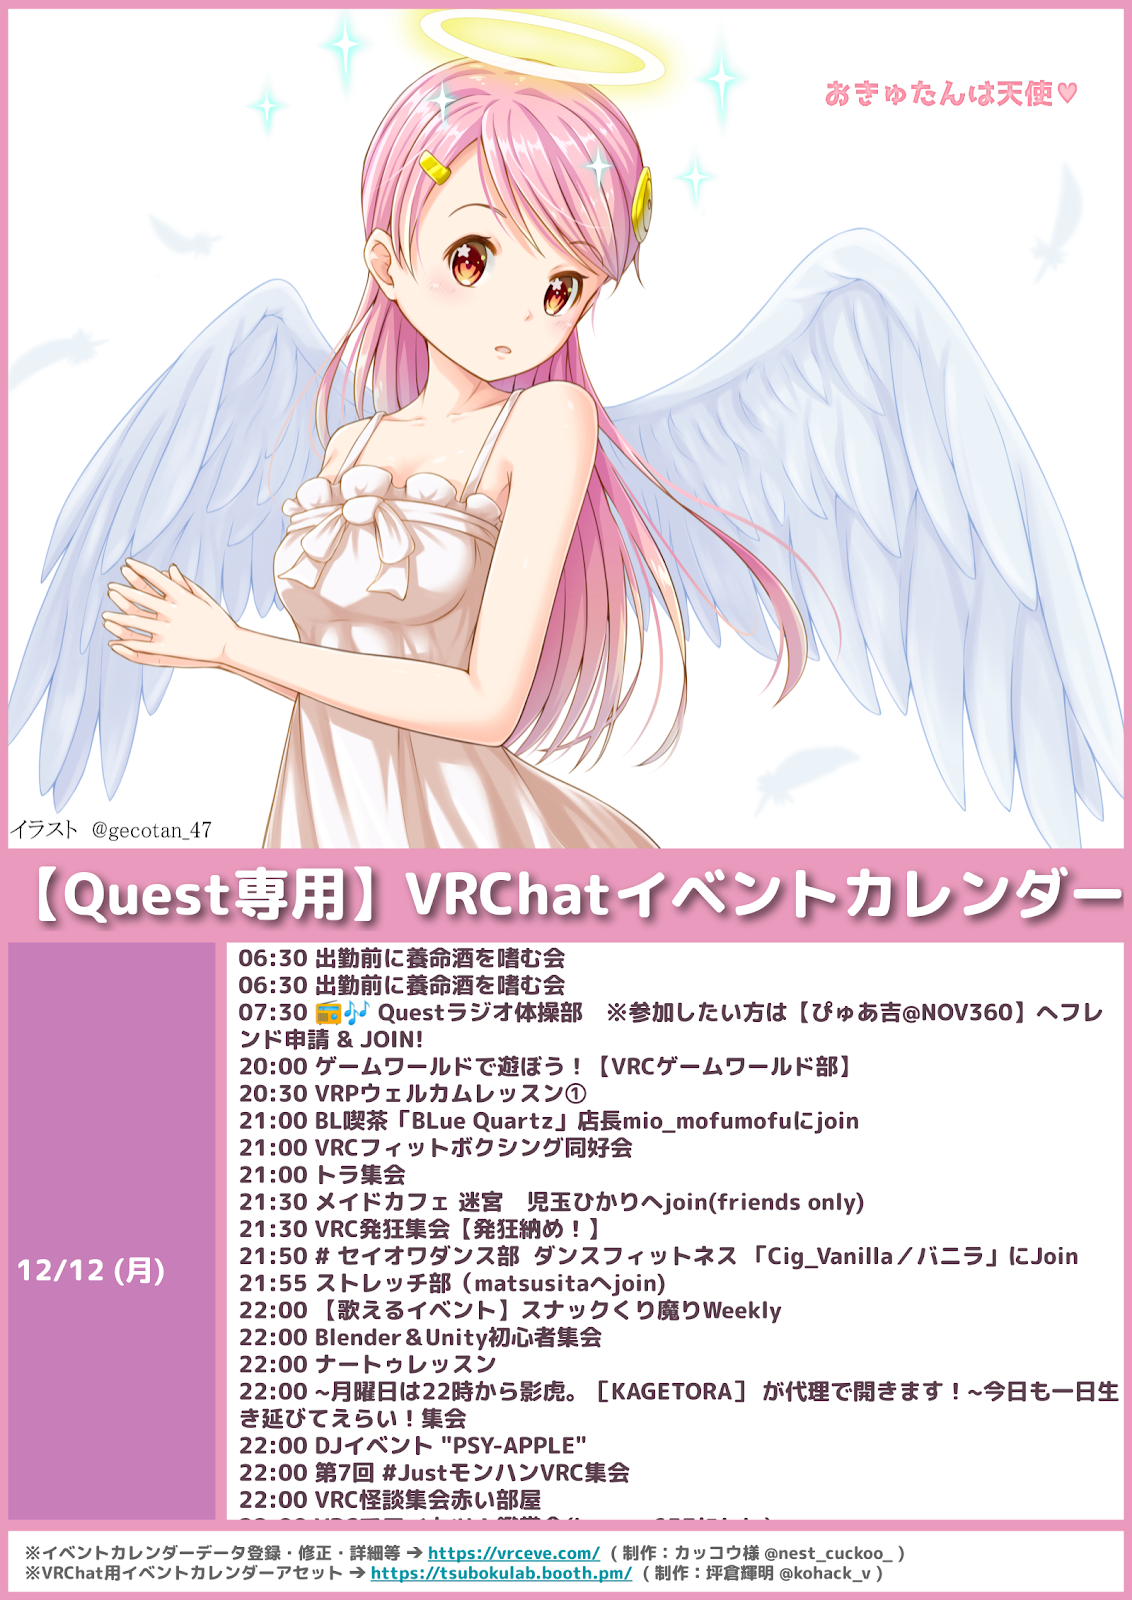 おきゅたんは天使♡
イラスト @gecotan_47
【Quest専用】VRChatイベントカレンダー
12/12 (月)
06:30 出勤前に養命酒を嗜む会
06:30 出勤前に養命酒を嗜む会
07:30 📻🎶 Questラジオ体操部　※参加したい方は【ぴゅあ吉@NOV360】へフレ
ンド申請 & JOIN!
20:00 ゲームワールドで遊ぼう！【VRCゲームワールド部】
20:30 VRPウェルカムレッスン①
21:00 BL喫茶「BLue Quartz」店長mio_mofumofuにjoin
21:00 VRCフィットボクシング同好会
21:00 トラ集会
21:30 メイドカフェ 迷宮　児玉ひかりへjoin(friends only)
21:30 VRC発狂集会【発狂納め！】
21:50 # セイオワダンス部 ダンスフィットネス 「Cig_Vanilla／バニラ」にJoin
21:55 ストレッチ部（matsusitaへjoin)
22:00 【歌えるイベント】スナックくり魔りWeekly
22:00 Blender＆Unity初心者集会
22:00 ナートゥレッスン
22:00 ~月曜日は22時から影虎。［KAGETORA］ が代理で開きます！~今日も一日生
き延びてえらい！集会
22:00 DJイベント "PSY-APPLE"
22:00 第7回 #JustモンハンVRC集会
22:00 VRC怪談集会赤い部屋
※イベントカレンダーデータ登録・修正・詳細等 ➔ https://vrceve.com/ ( 制作：カッコウ様 @nest_cuckoo_ )
※VRChat用イベントカレンダーアセット ➔ https://tsubokulab.booth.pm/ ( 制作：坪倉輝明 @kohack_v )